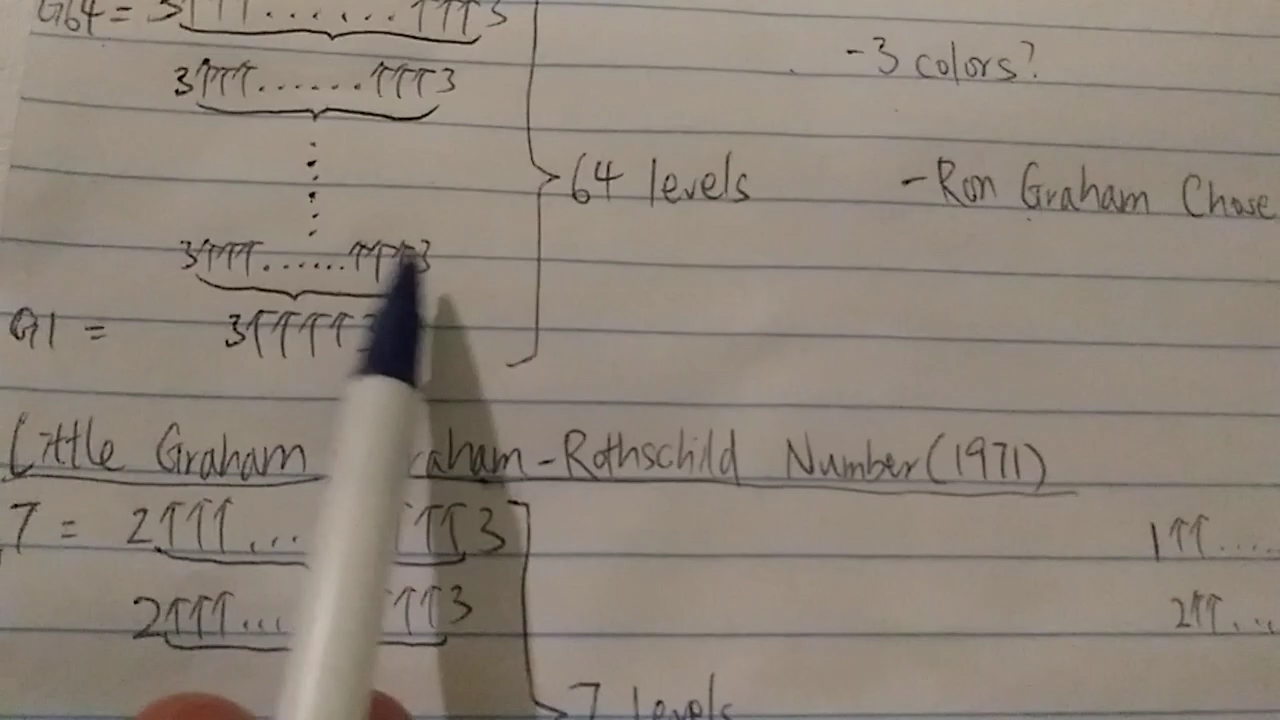 G64 = 3↑↑↑.......↑↑↑3
3↑↑↑......↑↑↑3
-3 colors?
64 levels
-Ron Graham Chose
3↑↑↑......↑↑↑3
G1 = 3↑↑↑↑3
Little Graham Graham-Rothschild Number (1971)
7 = 2↑↑↑... ↑↑3
1↑↑....
2↑↑↑... ↑↑3
2↑↑...
7 levels